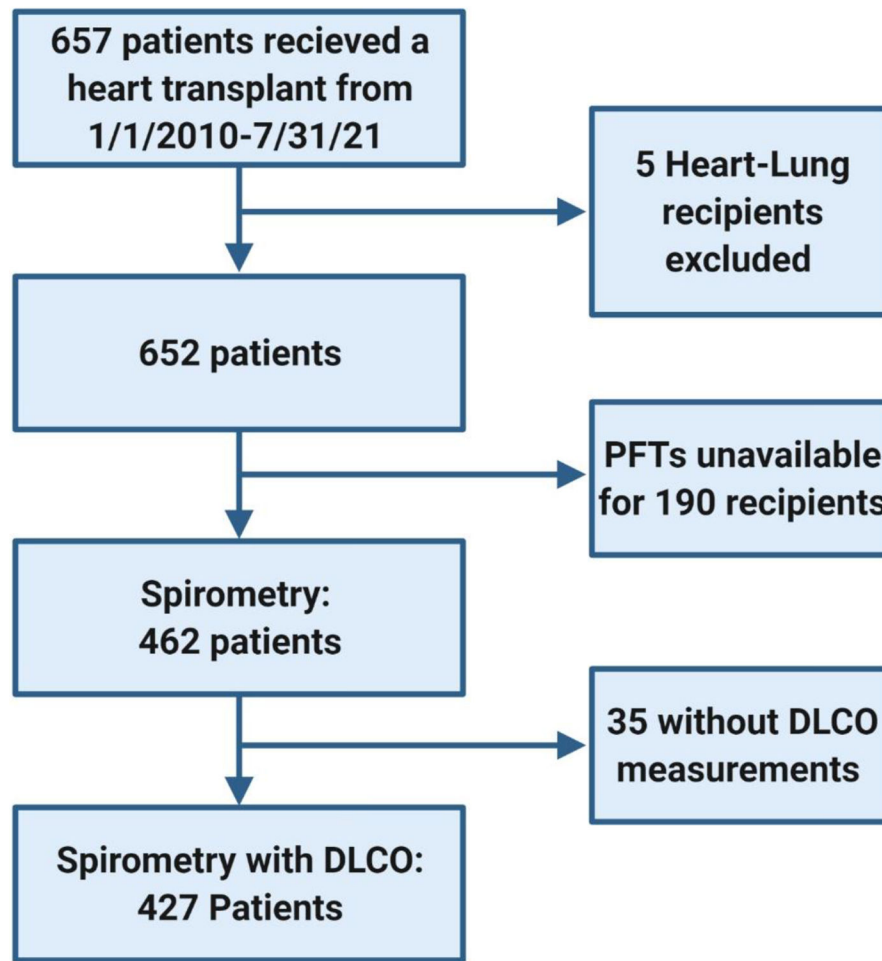 657 patients recieved a
heart transplant from
1/1/2010-7/31/21
5 Heart-Lung
recipients
excluded
652 patients
PFTs unavailable
for 190 recipients
Spirometry:
462 patients
35 without DLCO
measurements
Spirometry with DLCO:
427 Patients